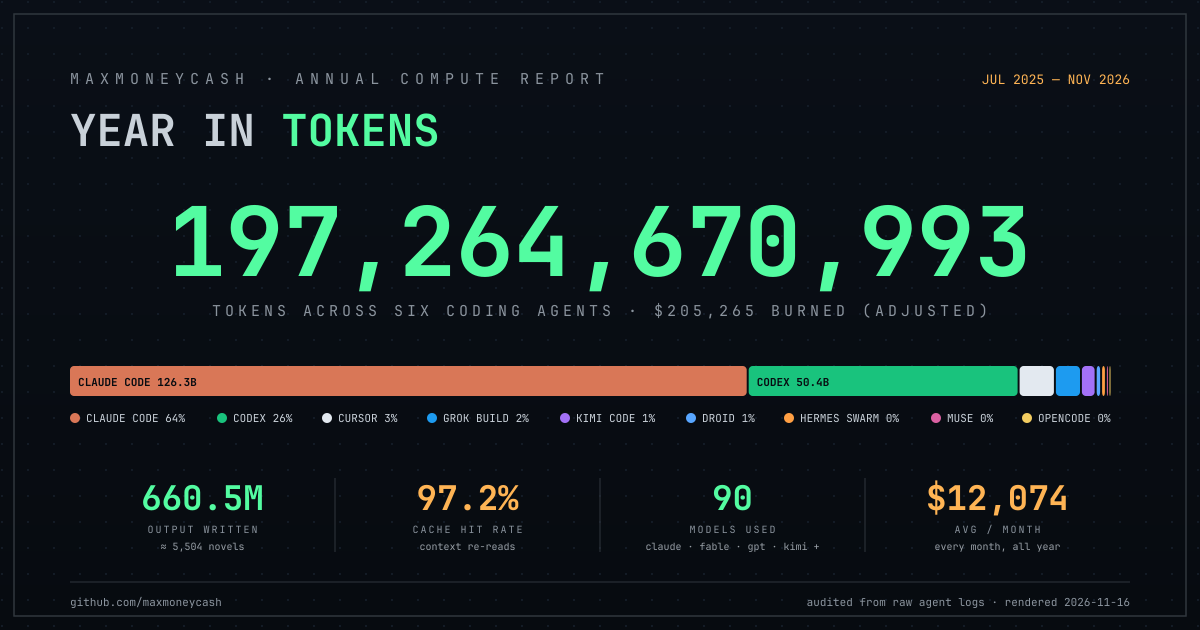 MAXMONEYCASH · ANNUAL COMPUTE REPORT
JUL 2025 — NOV 2026
YEAR IN TOKENS
197,264,670,993
TOKENS ACROSS SIX CODING AGENTS · $205,265 BURNED (ADJUSTED)
CLAUDE CODE 126.3B
CODEX 50.4B
CLAUDE CODE 64% CODEX 26% CURSOR 3% GROK BUILD 2% KIMI CODE 1% DROID 1% HERMES SWARM 0% MUSE 0% OPENCODE 0%
660.5M
OUTPUT WRITTEN
≈ 5,504 novels
97.2%
CACHE HIT RATE
context re-reads
90
MODELS USED
claude · fable · gpt · kimi +
$12,074
AVG / MONTH
every month, all year
github.com/maxmoneycash
audited from raw agent logs · rendered 2026-11-16